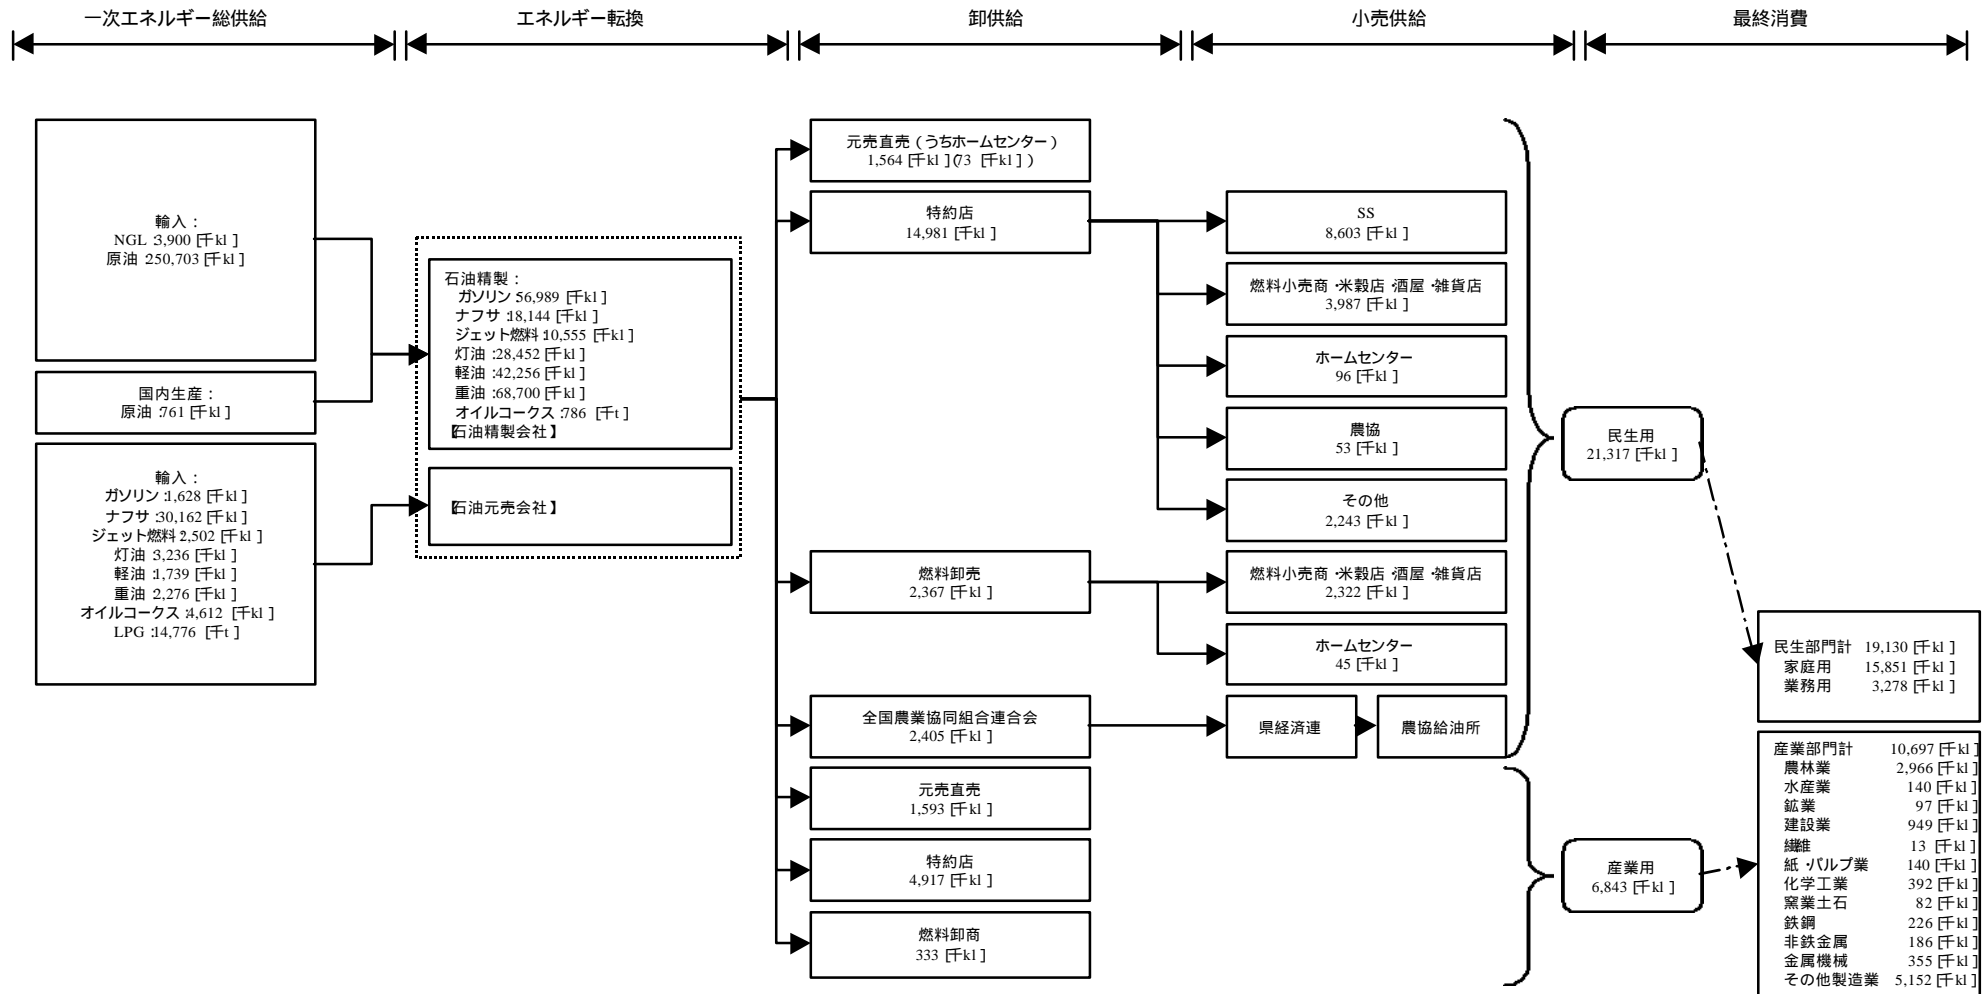 一次エネルギー総供給
エネルギー転換
卸供給
小売供給
最終消費
輸入：
NGL :3,900 [千kl ]
原油 :250,703 [千kl ]
国内生産：
原油 :761 [千kl ]
輸入：
ガソリン :1,628 [千kl ]
ナフサ :30,162 [千kl ]
ジェット燃料 :2,502 [千kl ]
灯油 :3,236 [千kl ]
軽油 :1,739 [千kl ]
重油 :2,276 [千kl ]
オイルコークス :4,612 [千kl ]
LPG :14,776 [千t ]
石油精製：
ガソリン :56,989 [千kl ]
ナフサ :18,144 [千kl ]
ジェット燃料 :10,555 [千kl ]
灯油 :28,452 [千kl ]
軽油 :42,256 [千kl ]
重油 :68,700 [千kl ]
オイルコークス :786 [千t ]
【石油精製会社】
【石油元売会社】
元売直売（うちホームセンター）
1,564 [千kl ](73 [千kl ] )
特約店
14,981 [千kl ]
燃料卸売
2,367 [千kl ]
全国農業協同組合連合会
2,405 [千kl ]
元売直売
1,593 [千kl ]
特約店
4,917 [千kl ]
燃料卸商
333 [千kl ]
SS
8,603 [千kl ]
燃料小売商・米穀店・酒屋・雑貨店
3,987 [千kl ]
ホームセンター
96 [千kl ]
農協
53 [千kl ]
その他
2,243 [千kl ]
燃料小売商・米穀店・酒屋・雑貨店
2,322 [千kl ]
ホームセンター
45 [千kl ]
県経済連
農協給油所
民生用
21,317 [千kl ]
産業用
6,843 [千kl ]
民生部門計 19,130 [千kl ]
家庭用 15,851 [千kl ]
業務用 3,278 [千kl ]
産業部門計 10,697 [千kl ]
農林業 2,966 [千kl ]
水産業 140 [千kl ]
鉱業 97 [千kl ]
建設業 949 [千kl ]
繊維 13 [千kl ]
紙・パルプ業 140 [千kl ]
化学工業 392 [千kl ]
窯業土石 82 [千kl ]
鉄鋼 226 [千kl ]
非鉄金属 186 [千kl ]
金属機械 355 [千kl ]
その他製造業 5,152 [千kl ]